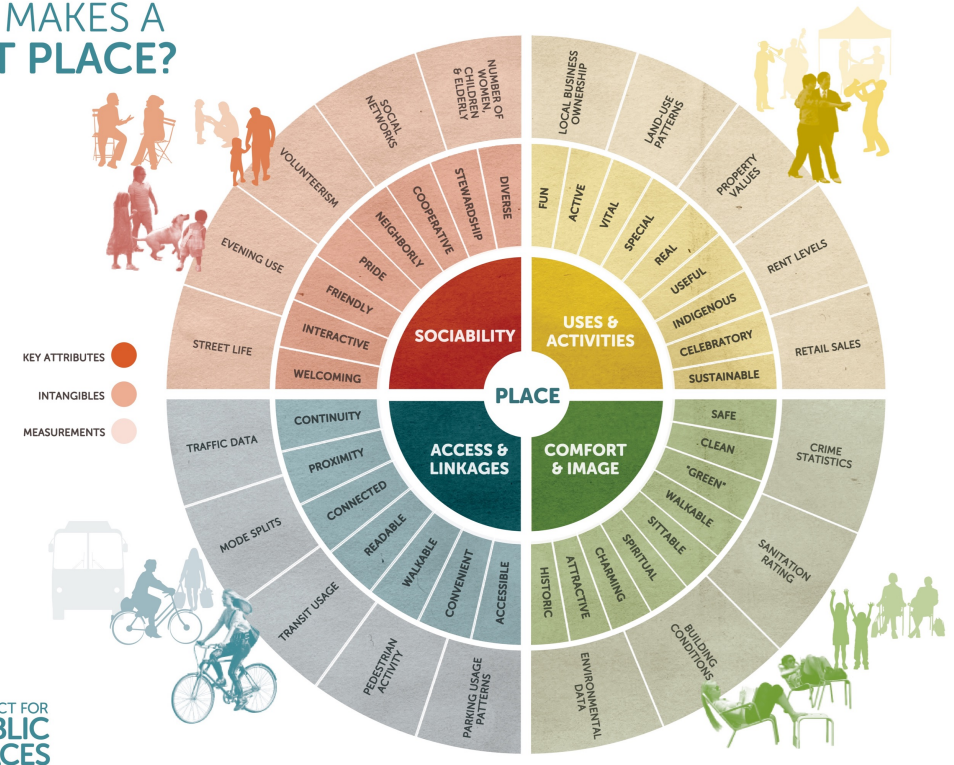 MAKES A
T PLACE?
NUMBER OF
WOMEN,
CHILDREN
& ELDERLY
SOCIAL
NETWORKS
VOLUNTEERISM
EVENING USE
STREET LIFE
LOCAL BUSINESS
OWNERSHIP
LAND-USE
PATTERNS
PROPERTY
VALUES
RENT LEVELS
RETAIL SALES
DIVERSE
STEWARDSHIP
COOPERATIVE
NEIGHBORLY
PRIDE
FRIENDLY
INTERACTIVE
WELCOMING
FUN
ACTIVE
VITAL
SPECIAL
REAL
USEFUL
INDIGENOUS
CELEBRATORY
SUSTAINABLE
SOCIABILITY
USES &
ACTIVITIES
PLACE
ACCESS &
LINKAGES
COMFORT
& IMAGE
KEY ATTRIBUTES
INTANGIBLES
MEASUREMENTS
CONTINUITY
PROXIMITY
CONNECTED
READABLE
WALKABLE
CONVENIENT
ACCESSIBLE
SAFE
CLEAN
"GREEN"
WALKABLE
SITTABLE
SPIRITUAL
CHARMING
ATTRACTIVE
HISTORIC
TRAFFIC DATA
MODE SPLITS
TRANSIT USAGE
PEDESTRIAN
ACTIVITY
PARKING USAGE
PATTERNS
CRIME
STATISTICS
SANITATION
RATING
BUILDING
CONDITIONS
ENVIRONMENTAL
DATA
CT FOR
BLIC
CES